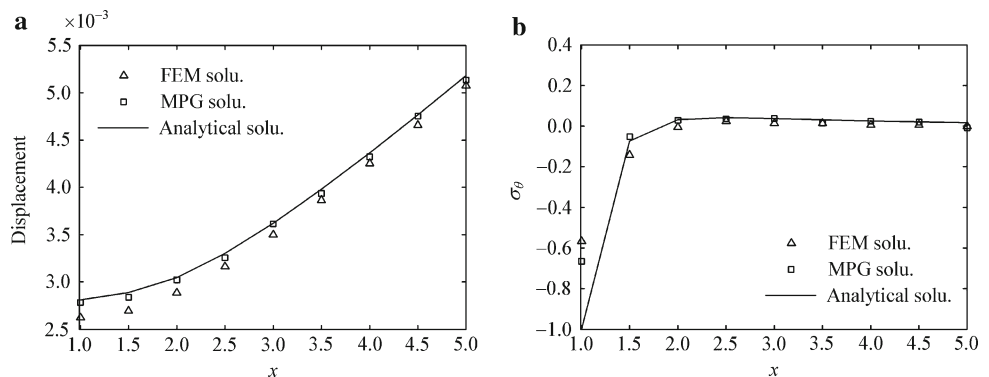 a
×10⁻³
5.5
5.0
4.5
4.0
3.5
3.0
2.5
Displacement
FEM solu.
MPG solu.
Analytical solu.
1.0 1.5 2.0 2.5 3.0 3.5 4.0 4.5 5.0
x
b
0.4
0.2
0.0
−0.2
−0.4
−0.6
−0.8
−1.0
σθ
FEM solu.
MPG solu.
Analytical solu.
1.0 1.5 2.0 2.5 3.0 3.5 4.0 4.5 5.0
x